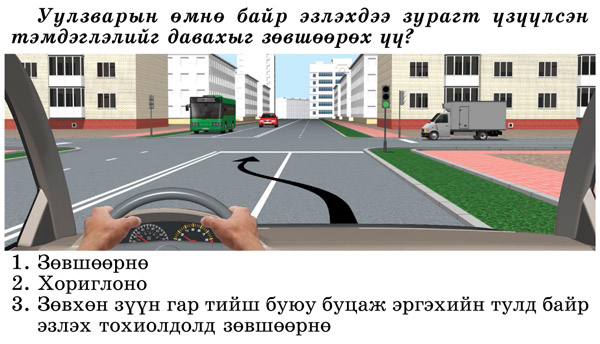 Уулзварын өмнө байр эзлэхдээ зурагт үзүүлсэн
тэмдэглэлийг давахыг зөвшөөрөх үү?
1. Зөвшөөрнө
2. Хориглоно
3. Зөвхөн зүүн гар тийш буюу буцаж эргэхийн тулд байр
эзлэх тохиолдолд зөвшөөрнө